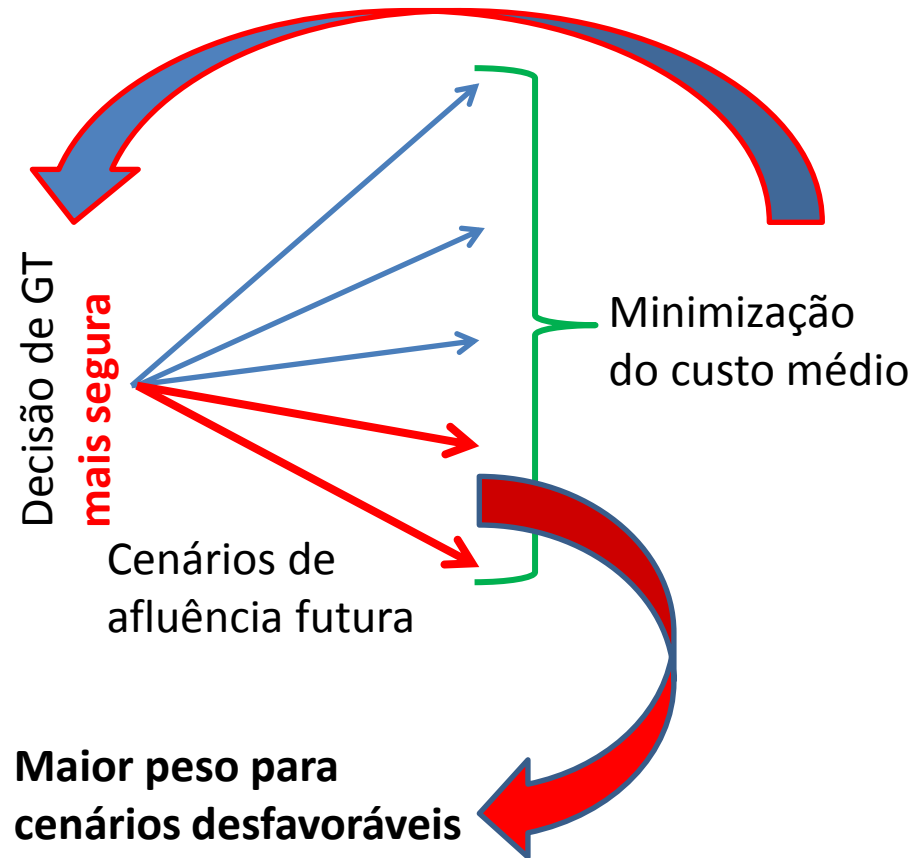 Decisão de GT
mais segura
Minimização
do custo médio
Cenários de
afluência futura
Maior peso para
cenários desfavoráveis